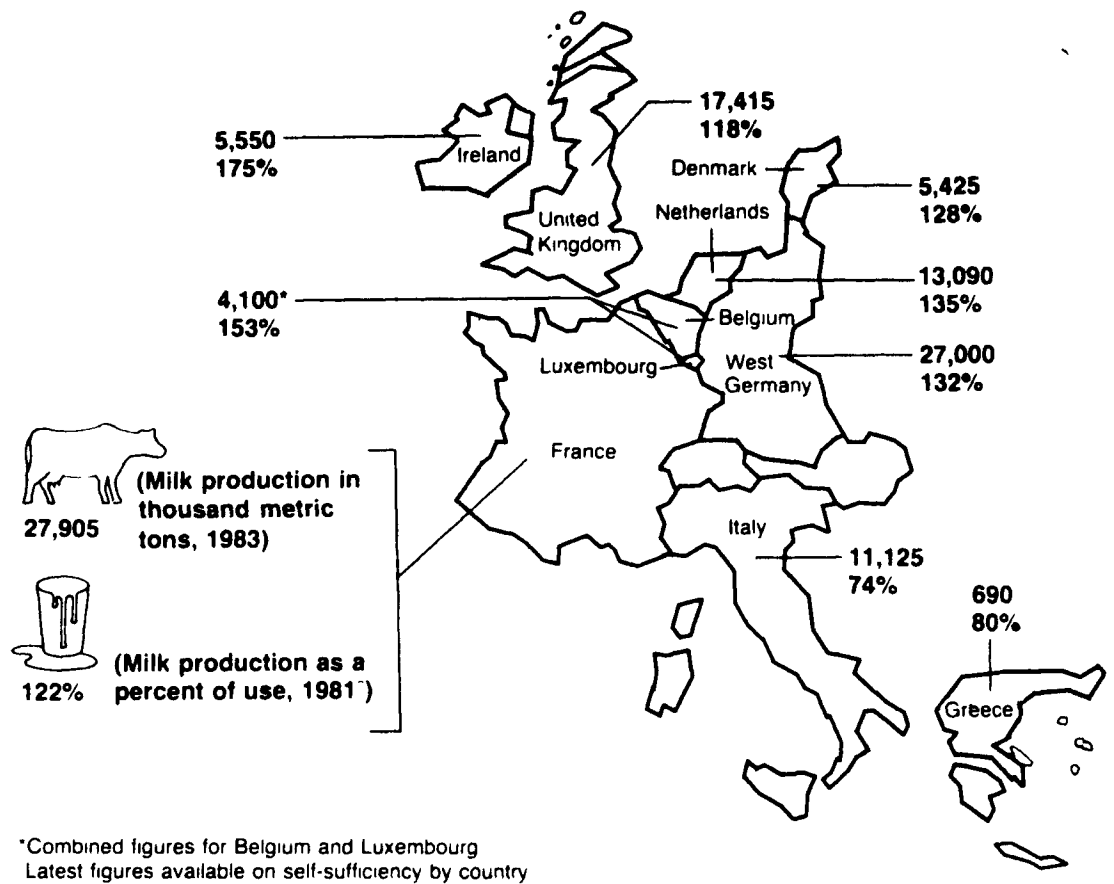 17,415
118%
5,550
175%
Ireland
Denmark
5,425
128%
Netherlands
United
Kingdom
13,090
135%
4,100*
153%
Belgium
27,000
132%
Luxembourg
West
Germany
France
(Milk production in
thousand metric
tons, 1983)
27,905
Italy
11,125
74%
690
80%
(Milk production as a
percent of use, 1981⁻)
122%
Greece
*Combined figures for Belgium and Luxembourg
Latest figures available on self-sufficiency by country